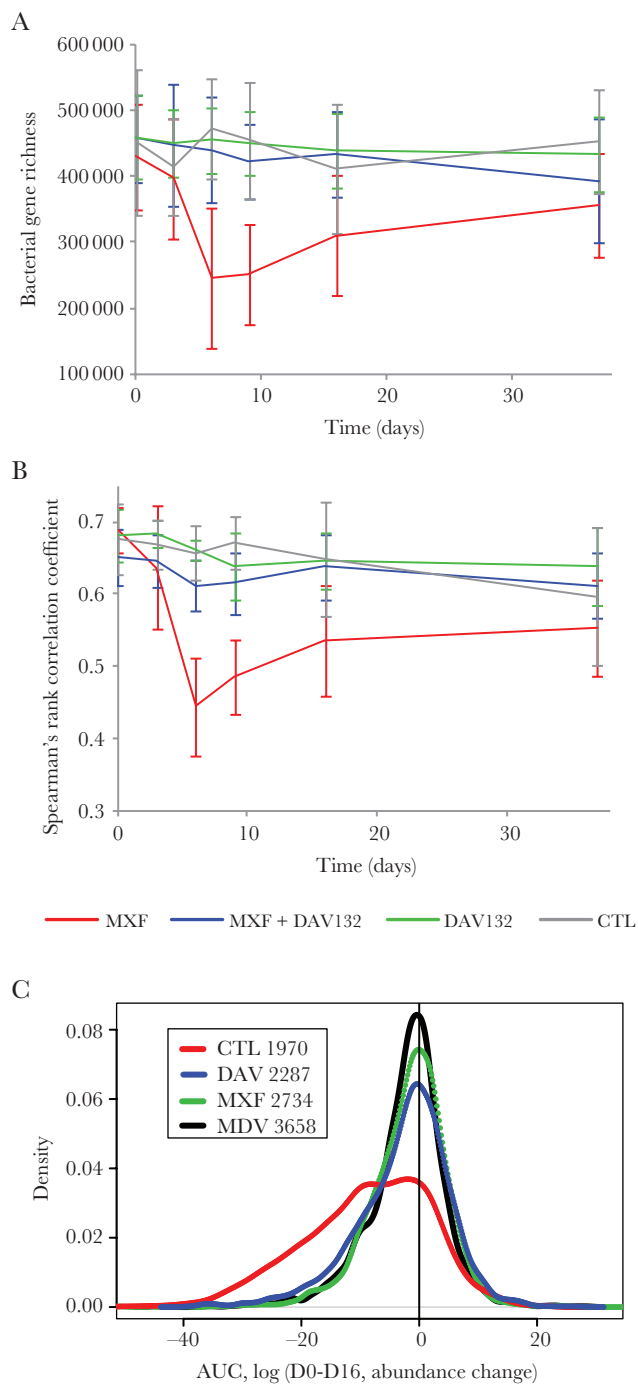 A
600 000
500 000
400 000
300 000
200 000
100 000
Bacterial gene richness
0
10
20
30
Time (days)
B
0.7
0.6
0.5
0.4
0.3
Spearman's rank correlation coefficient
0
10
20
30
Time (days)
MXF MXF + DAV132 DAV132 CTL
C
0.08
0.06
0.04
0.02
0.00
Density
CTL 1970
DAV 2287
MXF 2734
MDV 3658
–40
–20
0
20
AUC, log (D0-D16, abundance change)